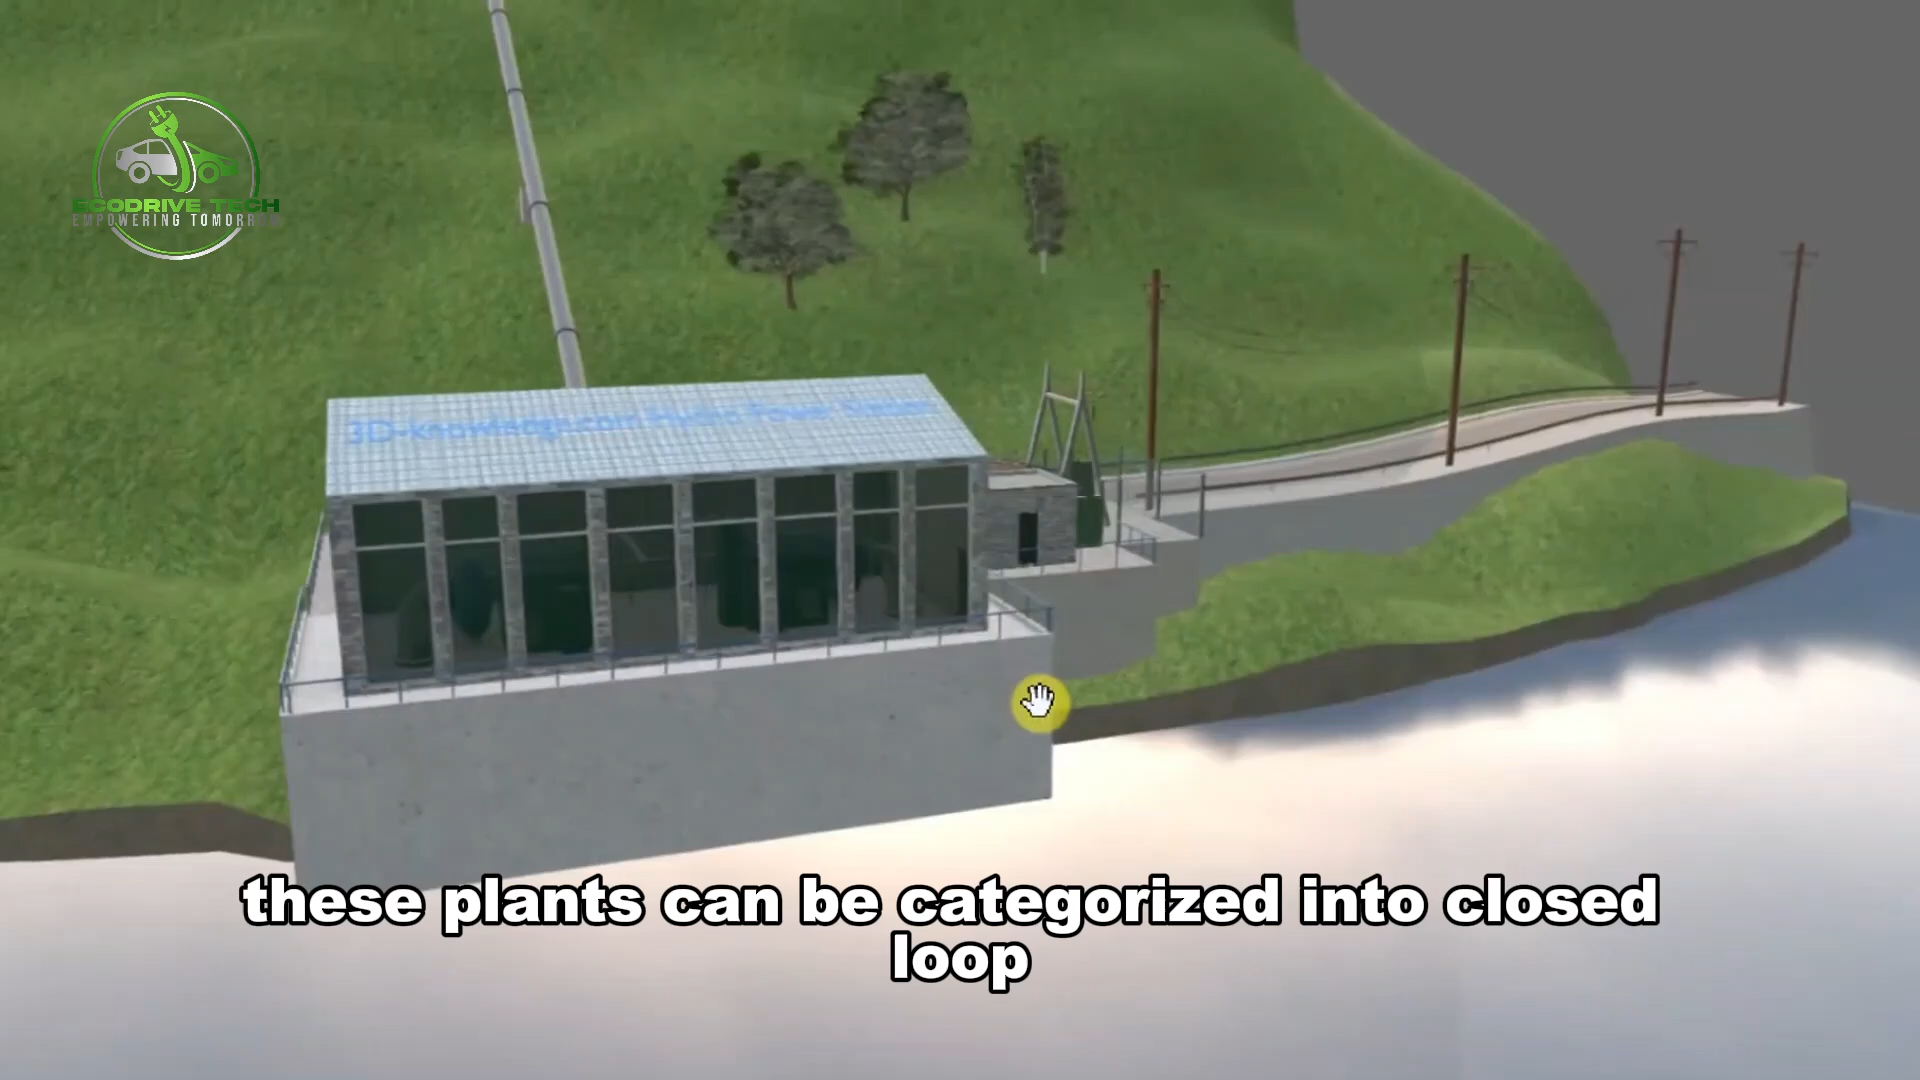 ECODRIVE TECH
EMPOWERING TOMORROW
3D-knowledge.com Hydro Power Station
these plants can be categorized into closed
loop